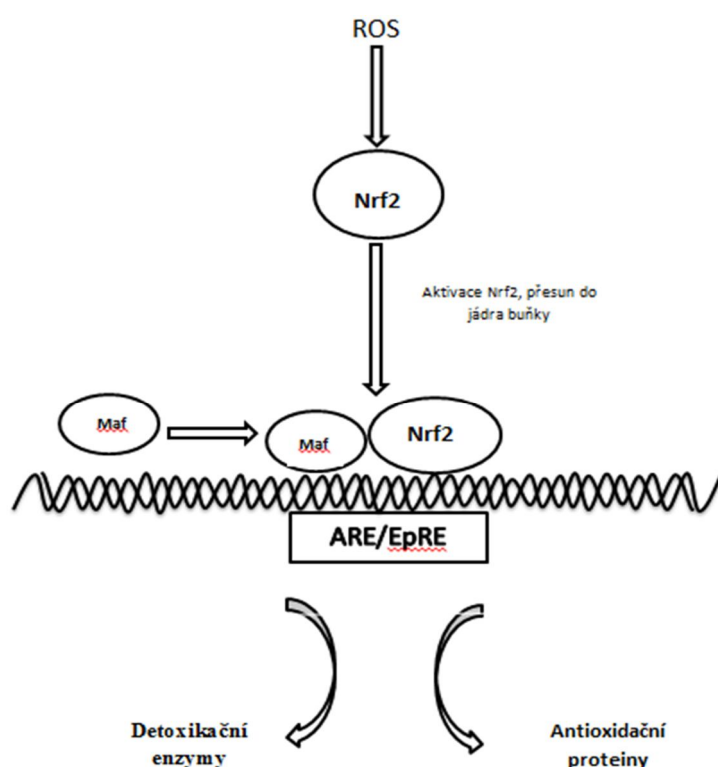 ROS
Nrf2
Aktivace Nrf2, přesun do
jádra buňky
Maf
Maf
Nrf2
ARE/EpRE
Detoxikační
enzymy
Antioxidační
proteiny